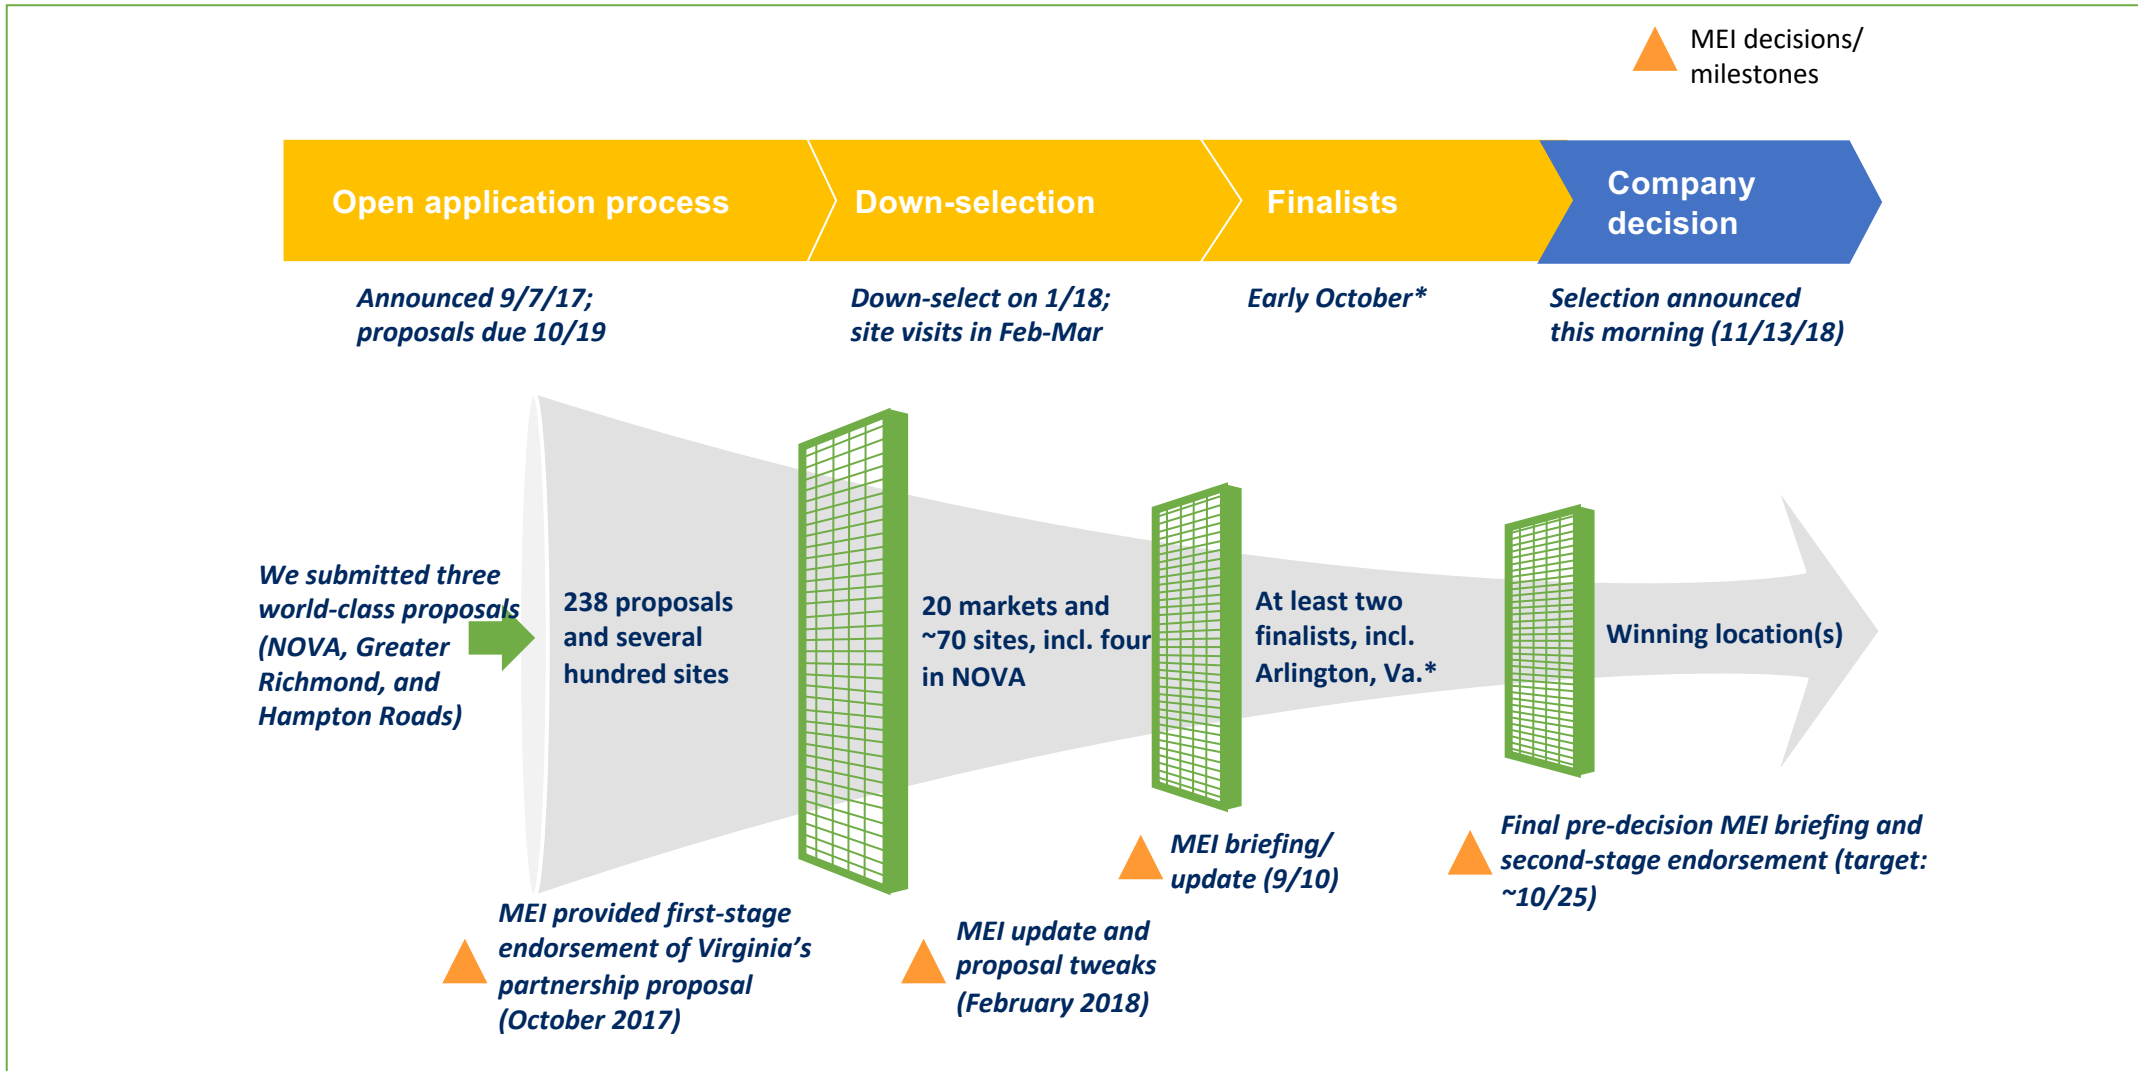 MEI decisions/
milestones
Open application process
Down-selection
Finalists
Company
decision
Announced 9/7/17;
proposals due 10/19
Down-select on 1/18;
site visits in Feb-Mar
Early October*
Selection announced
this morning (11/13/18)
We submitted three
world-class proposals
(NOVA, Greater
Richmond, and
Hampton Roads)
238 proposals
and several
hundred sites
20 markets and
~70 sites, incl. four
in NOVA
At least two
finalists, incl.
Arlington, Va.*
Winning location(s)
MEI provided first-stage
endorsement of Virginia’s
partnership proposal
(October 2017)
MEI update and
proposal tweaks
(February 2018)
MEI briefing/
update (9/10)
Final pre-decision MEI briefing and
second-stage endorsement (target:
~10/25)